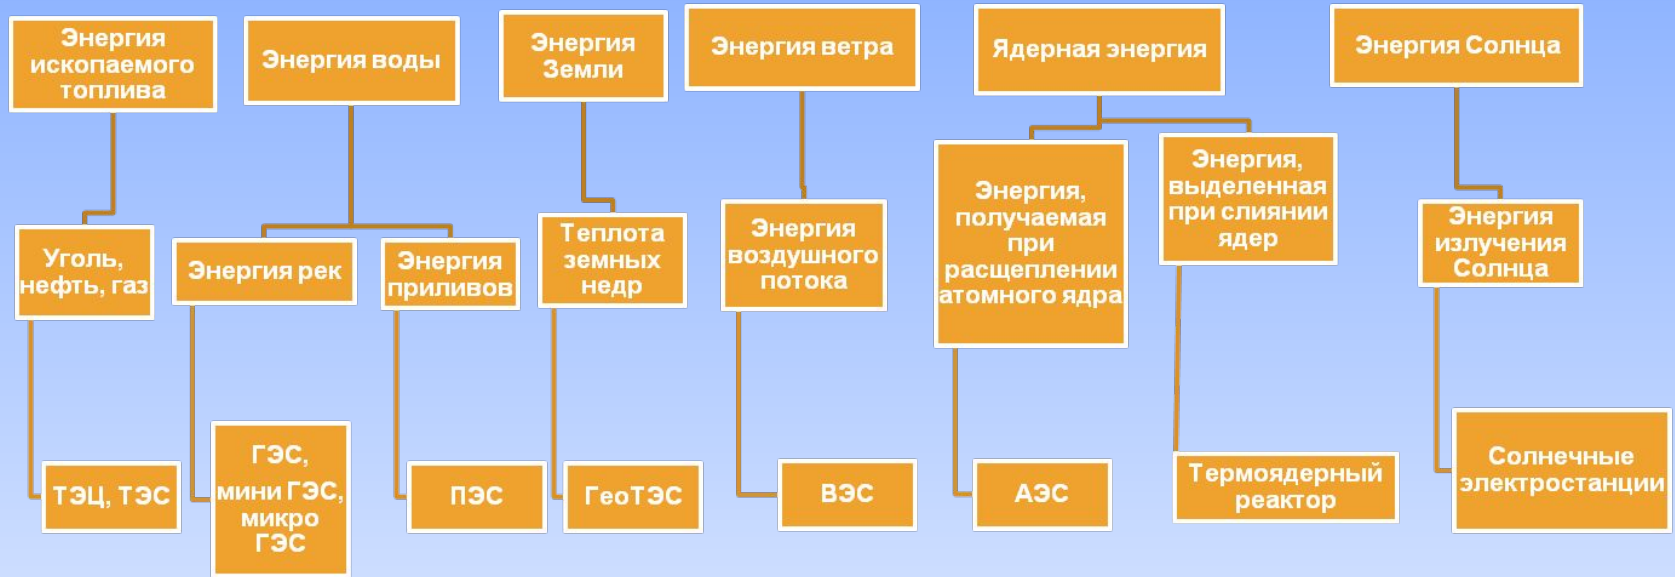 Энергия
ископаемого
топлива
Энергия воды
Энергия
Земли
Энергия ветра
Ядерная энергия
Энергия Солнца
Уголь,
нефть, газ
Энергия рек
Энергия
приливов
Теплота
земных
недр
Энергия
воздушного
потока
Энергия,
получаемая
при
расщеплении
атомного ядра
Энергия,
выделенная
при слиянии
ядер
Энергия
излучения
Солнца
ТЭЦ, ТЭС
ГЭС,
мини ГЭС,
микро
ГЭС
ПЭС
ГеоТЭС
ВЭС
АЭС
Термоядерный
реактор
Солнечные
электростанции